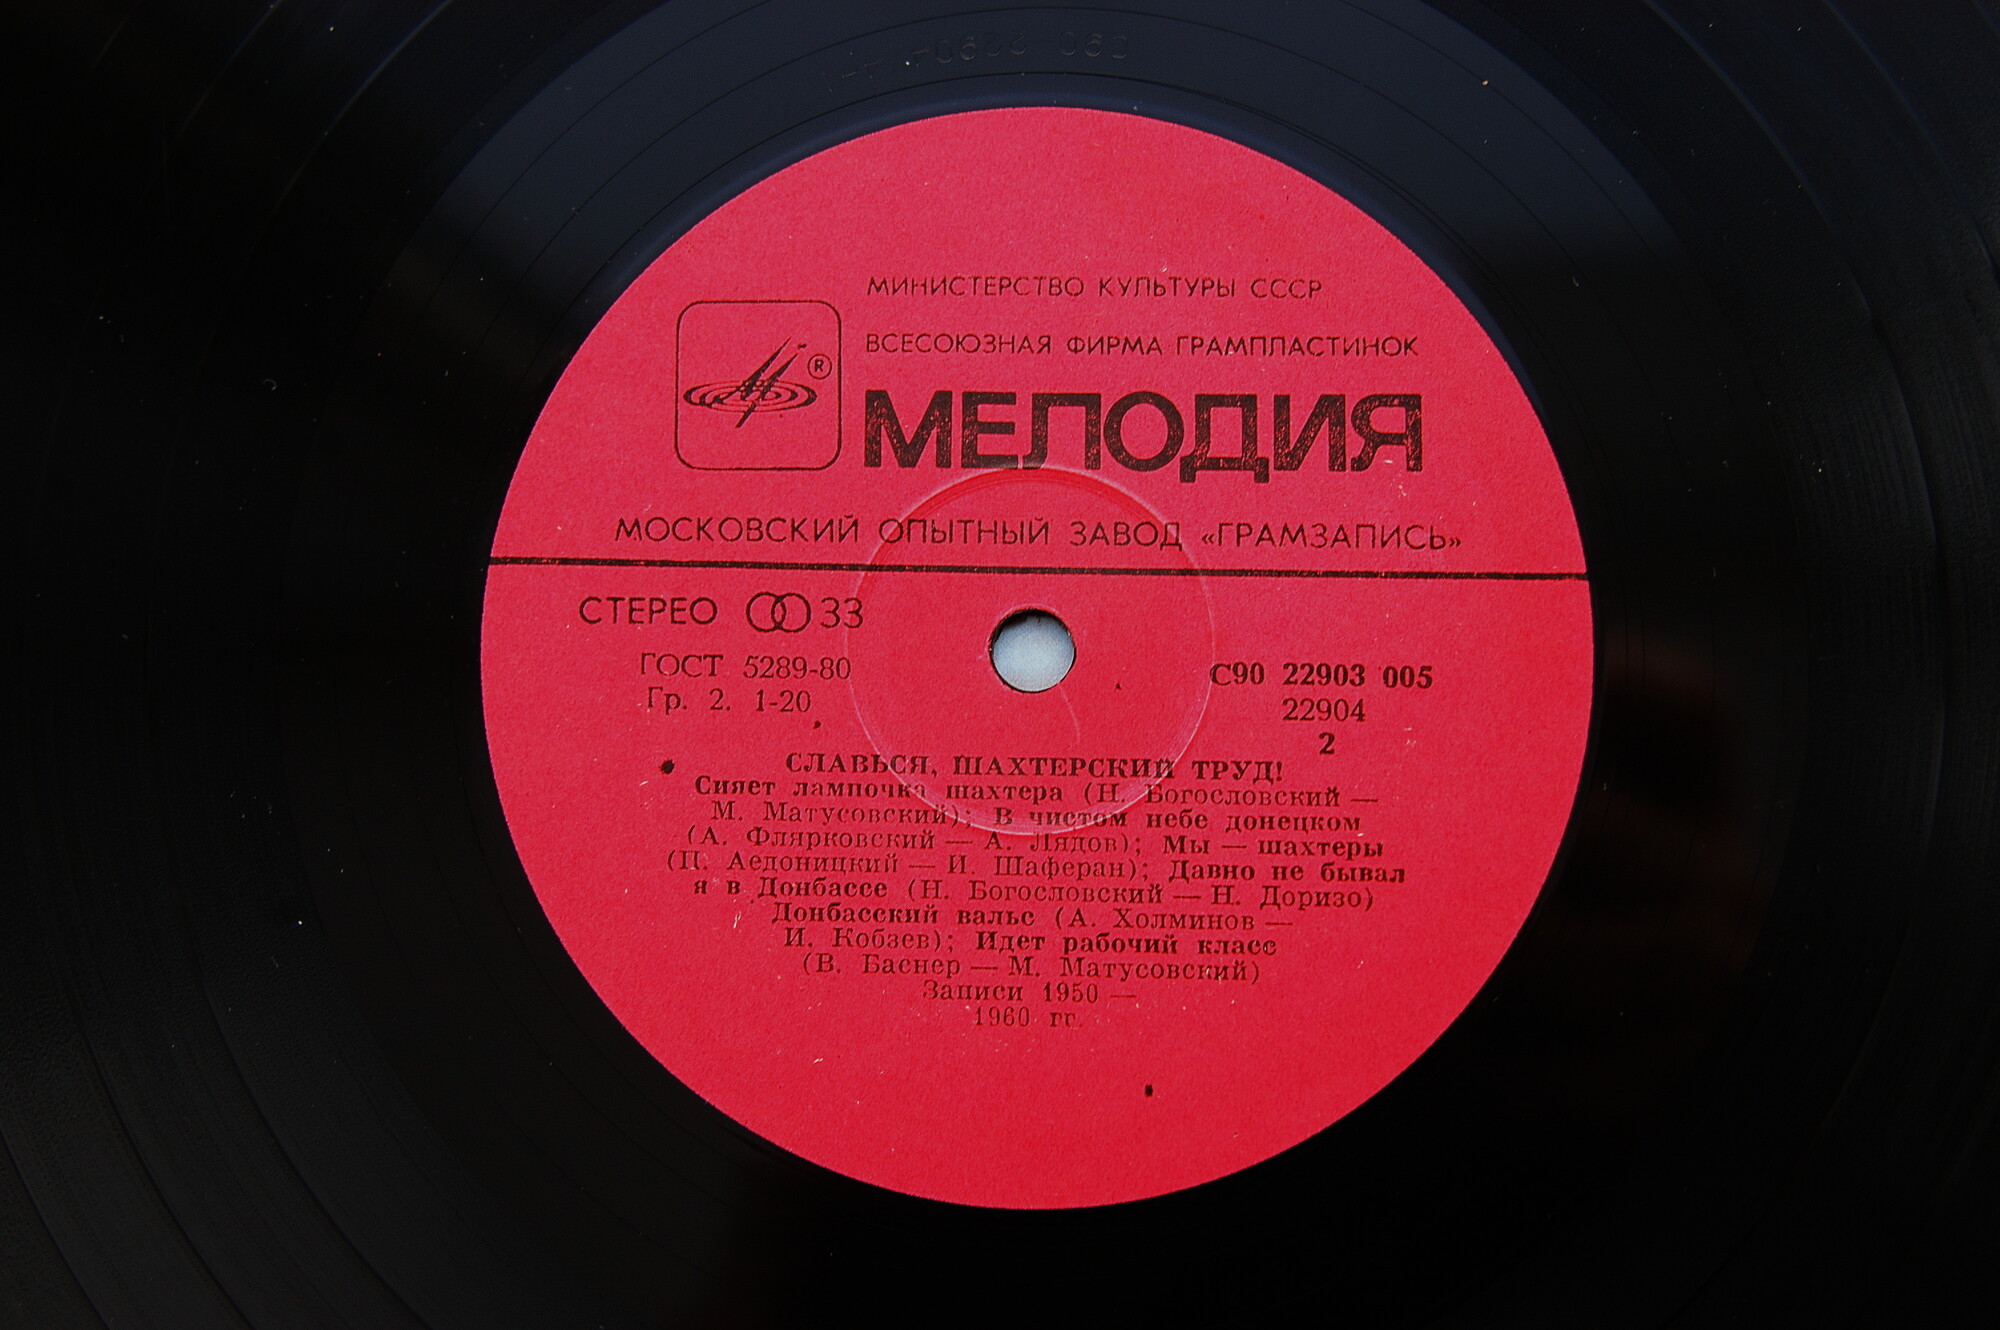 МИНИСТЕРСТВО КУЛЬТУРЫ СССР
ВСЕСОЮЗНАЯ ФИРМА ГРАМПЛАСТИНОК
®
МЕЛОДИЯ
МОСКОВСКИЙ ОПЫТНЫЙ ЗАВОД «ГРАМЗАПИСЬ»
СТЕРЕО 33
ГОСТ 5289-80
Гр. 2. 1-20
С90 22903 005
22904
2
СЛАВЬСЯ, ШАХТЕРСКИЙ ТРУД!
Сияет лампочка шахтера (Н. Богословский —
М. Матусовский); В чистом небе донецком
(А. Флярковский — А. Лядов); Мы — шахтеры
(П. Аедоницкий — И. Шаферан); Давно не бывал
я в Донбассе (Н. Богословский — Н. Доризо)
Донбасский вальс (А. Холминов —
И. Кобзев); Идет рабочий класс
(В. Баснер — М. Матусовский)
Записи 1950 —
1960 гг.